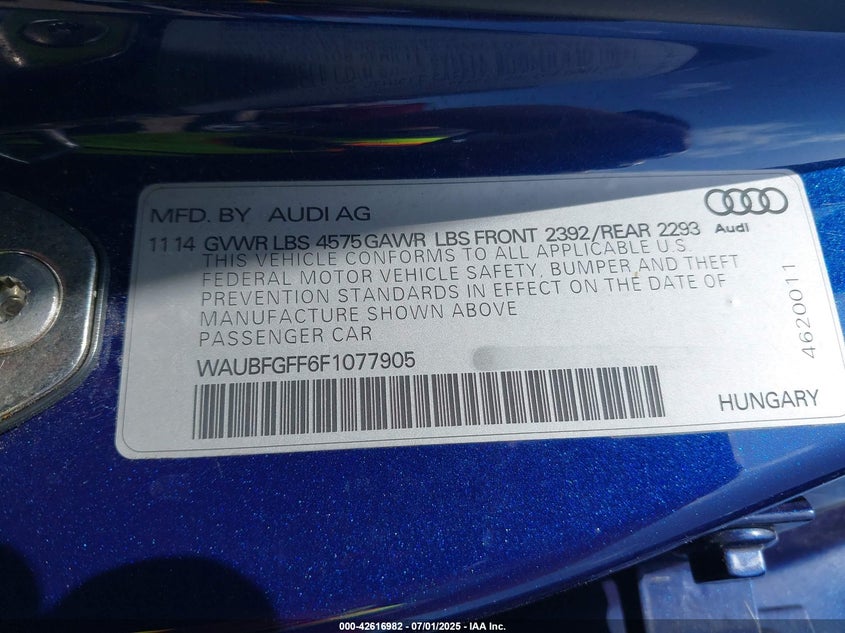 MFD. BY AUDI AG
Audi
11 14 GVWR LBS 4575 GAWR LBS FRONT 2392/REAR 2293
THIS VEHICLE CONFORMS TO ALL APPLICABLE U.S.
FEDERAL MOTOR VEHICLE SAFETY, BUMPER AND THEFT
PREVENTION STANDARDS IN EFFECT ON THE DATE OF
MANUFACTURE SHOWN ABOVE
PASSENGER CAR
WAUBFGFF6F1077905
HUNGARY
4620011
000-42616982 - 07/01/2025 - IAA Inc.